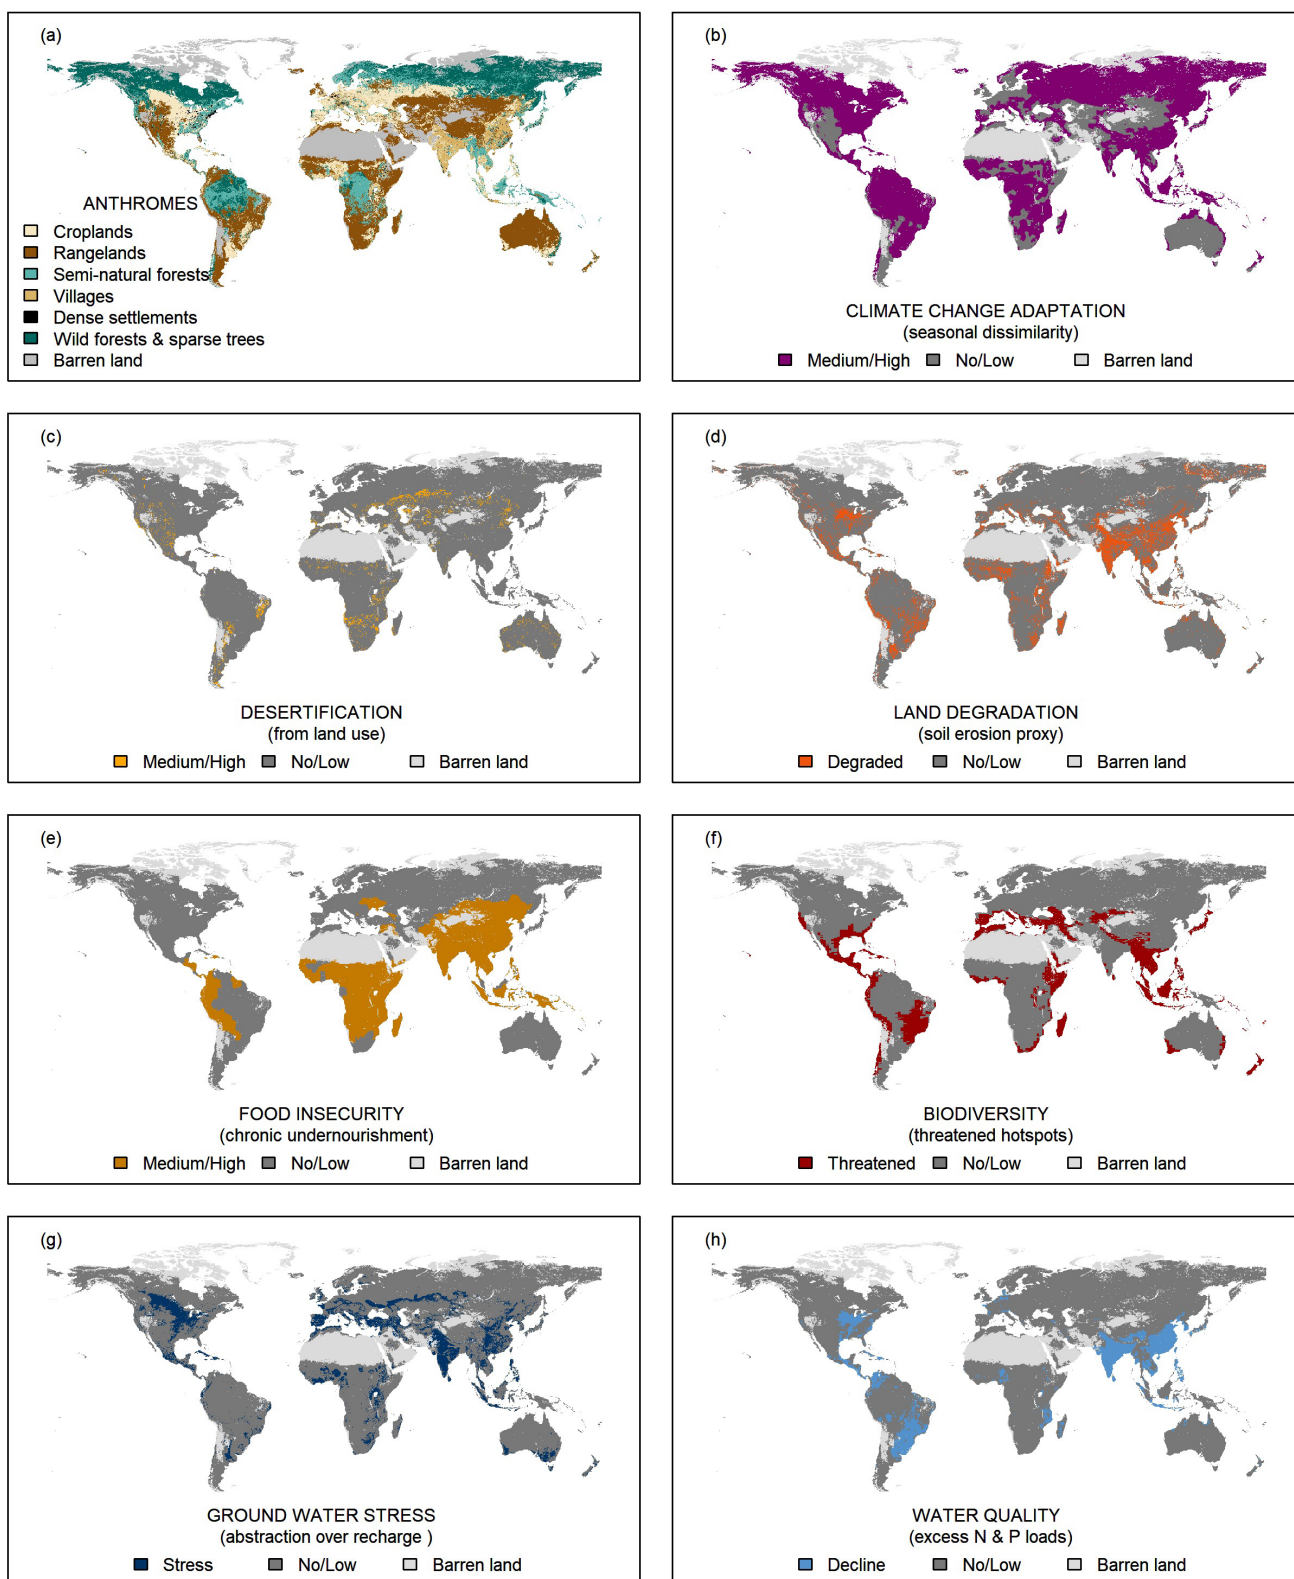 (a)
ANTHROMES
Croplands
Rangelands
Semi-natural forests
Villages
Dense settlements
Wild forests & sparse trees
Barren land
(b)
CLIMATE CHANGE ADAPTATION
(seasonal dissimilarity)
Medium/High No/Low Barren land
(c)
DESERTIFICATION
(from land use)
Medium/High No/Low Barren land
(d)
LAND DEGRADATION
(soil erosion proxy)
Degraded No/Low Barren land
(e)
FOOD INSECURITY
(chronic undernourishment)
Medium/High No/Low Barren land
(f)
BIODIVERSITY
(threatened hotspots)
Threatened No/Low Barren land
(g)
GROUND WATER STRESS
(abstraction over recharge )
Stress No/Low Barren land
(h)
WATER QUALITY
(excess N & P loads)
Decline No/Low Barren land